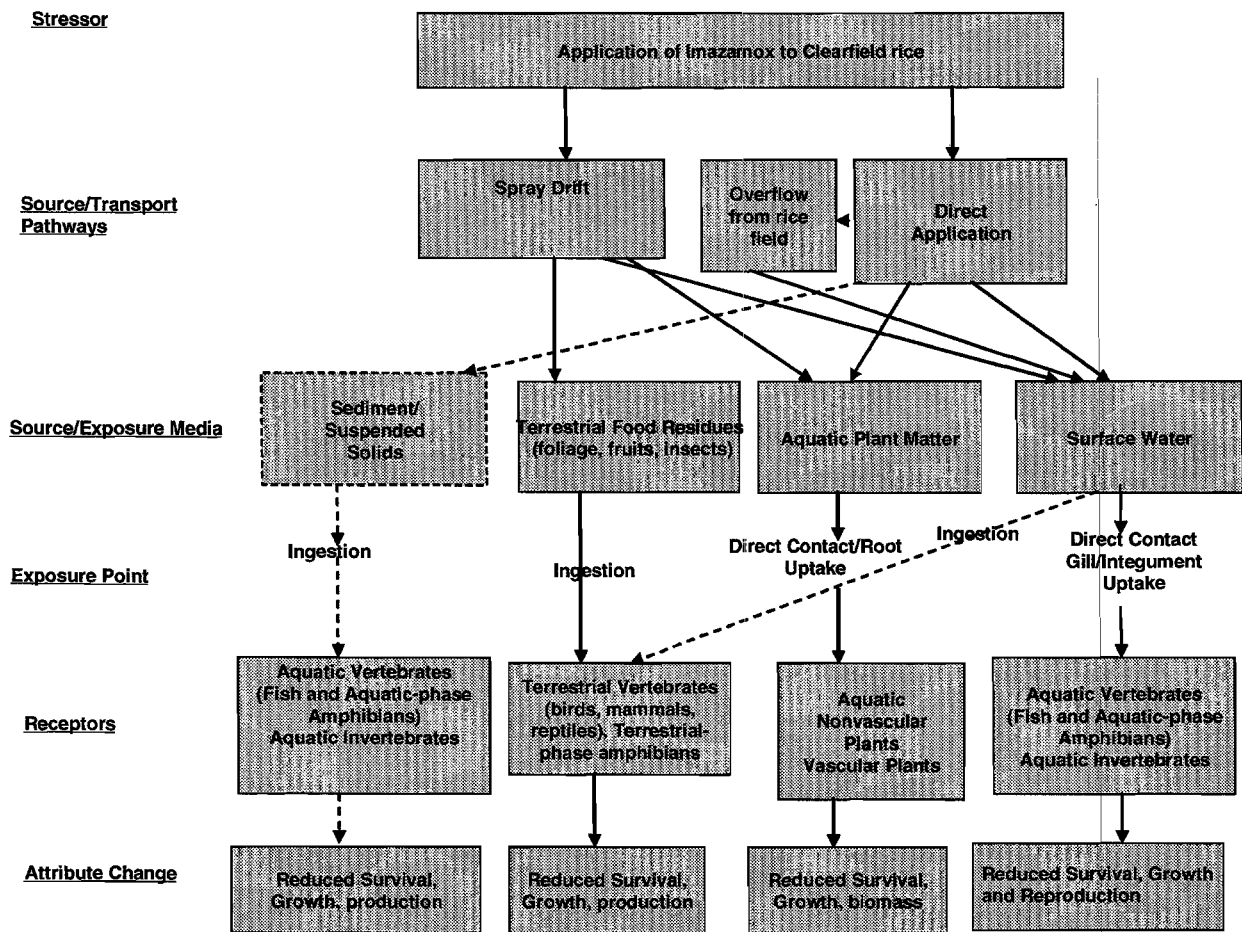 Stressor
Application of Imazamox to Clearfield rice
Source/Transport
Pathways
Spray Drift
Overflow
from rice
field
Direct
Application
Source/Exposure Media
Sediment/
Suspended
Solids
Terrestrial Food Residues
(foliage, fruits, insects)
Aquatic Plant Matter
Surface Water
Exposure Point
Ingestion
Ingestion
Direct Contact/Root
Uptake
Ingestion
Direct Contact
Gill/Integument
Uptake
Receptors
Aquatic Vertebrates
(Fish and Aquatic-phase
Amphibians)
Aquatic Invertebrates
Terrestrial Vertebrates
(birds, mammals,
reptiles), Terrestrial-
phase amphibians
Aquatic
Nonvascular
Plants
Vascular Plants
Aquatic Vertebrates
(Fish and Aquatic-phase
Amphibians)
Aquatic Invertebrates
Attribute Change
Reduced Survival,
Growth, production
Reduced Survival,
Growth, production
Reduced Survival,
Growth, biomass
Reduced Survival, Growth
and Reproduction